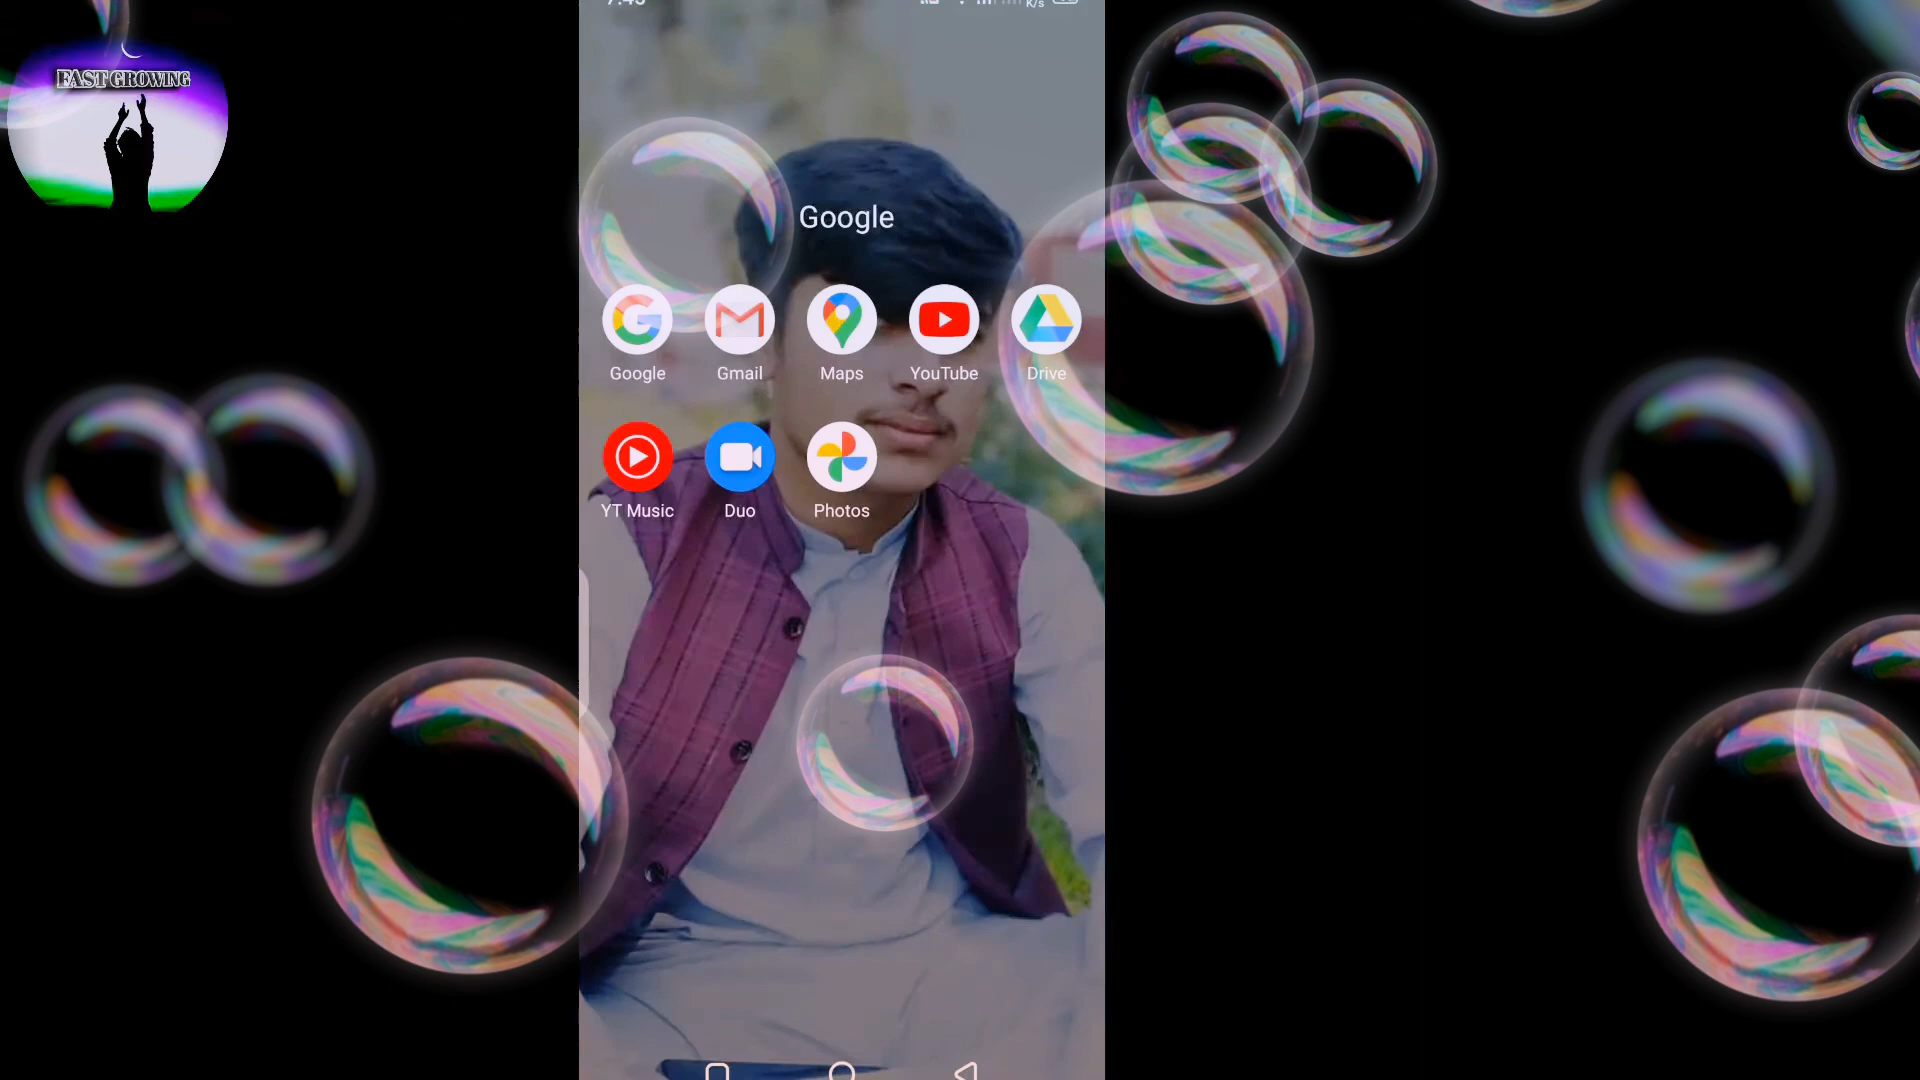 FAST GROWING
K/s
Google
Google Gmail Maps YouTube Drive
YT Music Duo Photos